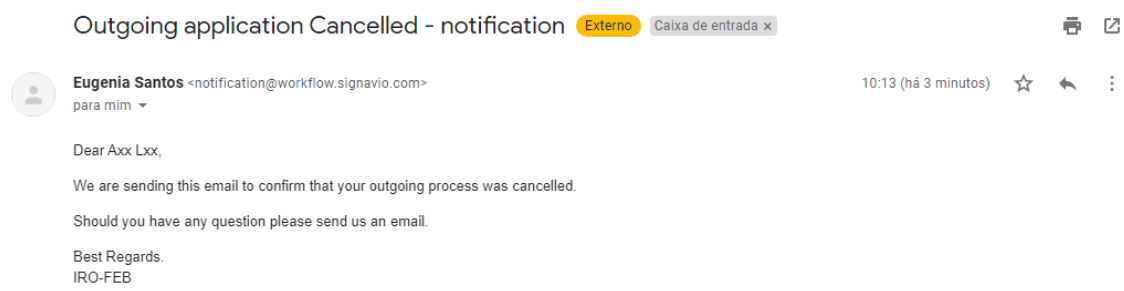 Outgoing application Cancelled - notification Externo Caixa de entrada x
Eugenia Santos <notification@workflow.signavio.com> 10:13 (há 3 minutos)
para mim
Dear Axx Lxx,
We are sending this email to confirm that your outgoing process was cancelled.
Should you have any question please send us an email.
Best Regards.
IRO-FEB